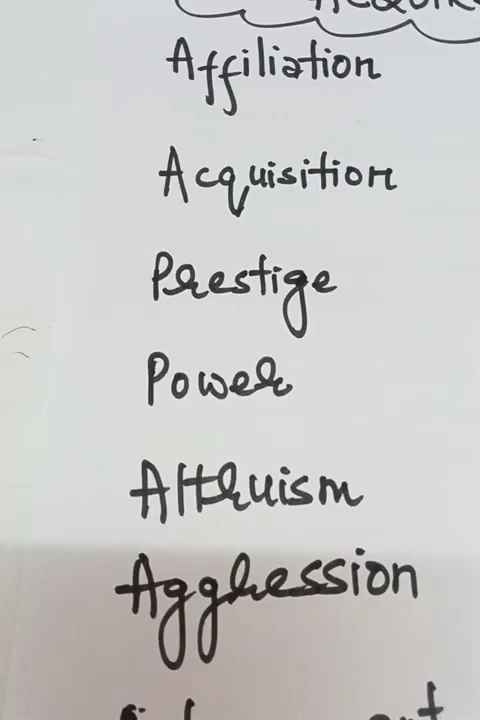 Affiliation
Acquisition
Prestige
Power
Altruism
Aggression